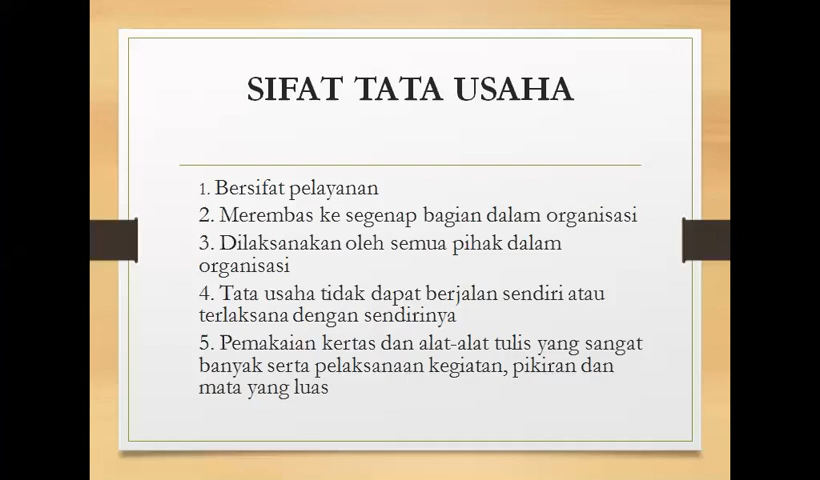 SIFAT TATA USAHA
1. Bersifat pelayanan
2. Merembas ke segenap bagian dalam organisasi
3. Dilaksanakan oleh semua pihak dalam
organisasi
4. Tata usaha tidak dapat berjalan sendiri atau
terlaksana dengan sendirinya
5. Pemakaian kertas dan alat-alat tulis yang sangat
banyak serta pelaksanaan kegiatan, pikiran dan
mata yang luas